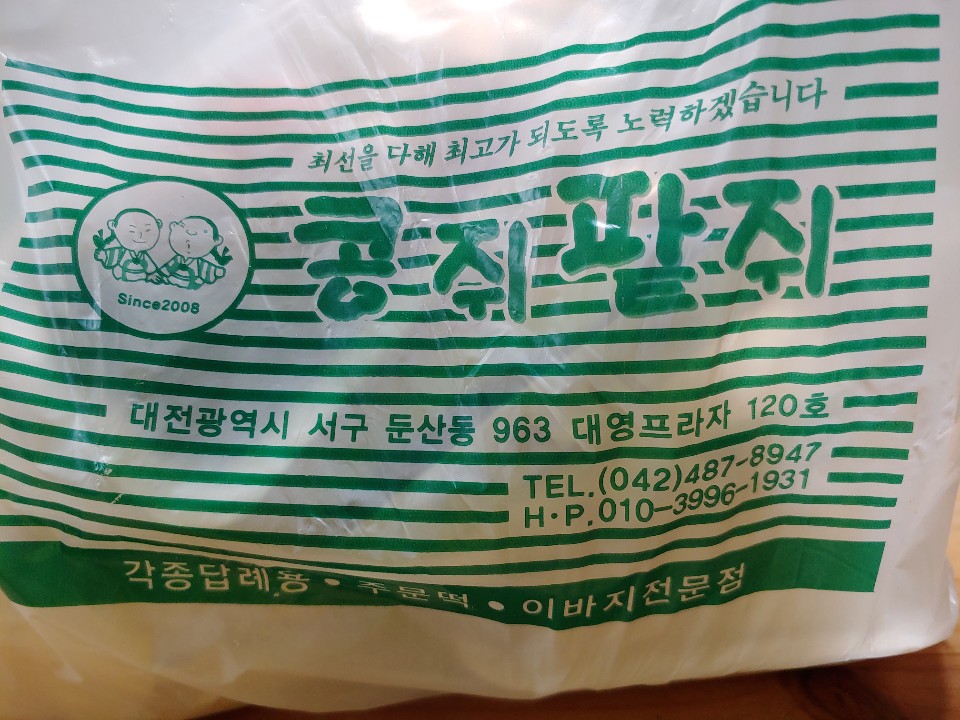 최선을 다해 최고가 되도록 노력하겠습니다
콩쥐팥쥐
Since2008
대전광역시 서구 둔산동 963 대영프라자 120호
TEL.(042)487-8947
H·P.010-3996-1931
각종답례용 • 주문떡 • 이바지전문점